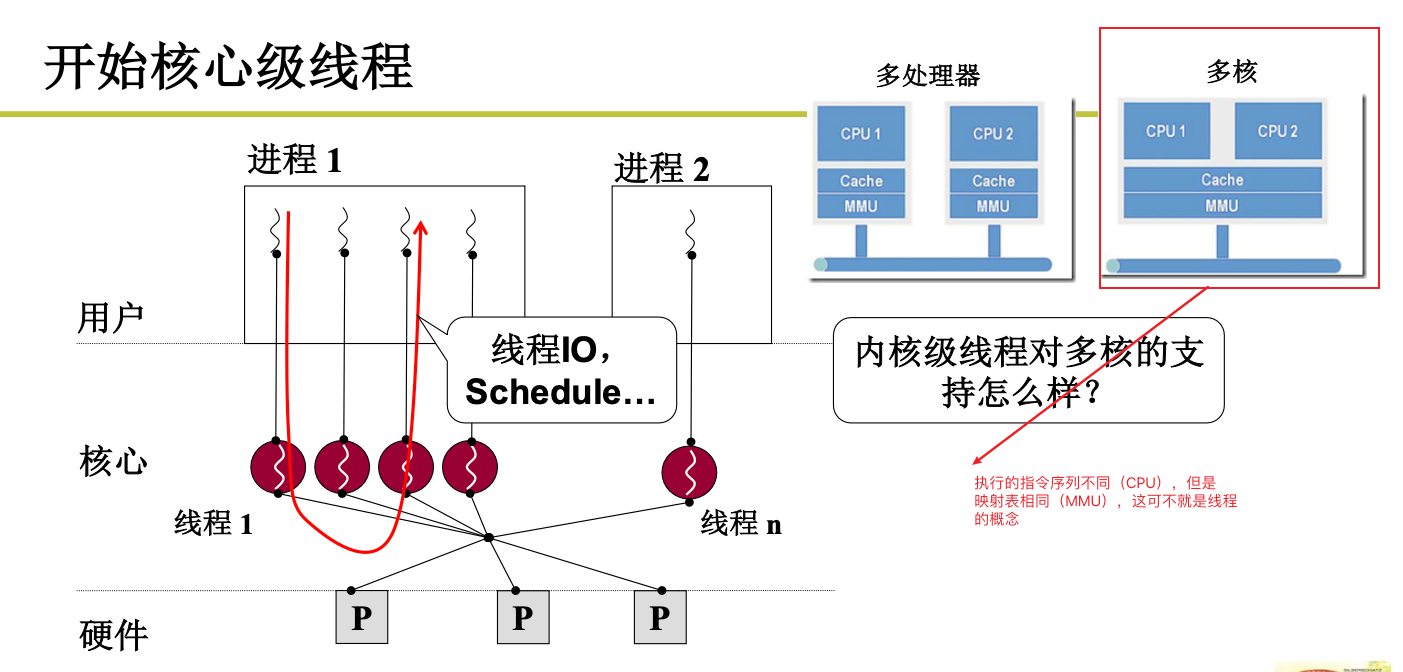 开始核心级线程
多处理器
多核
CPU 1
CPU 2
Cache
Cache
MMU
MMU
CPU 1
CPU 2
Cache
MMU
进程 1
进程 2
用户
线程IO，
Schedule…
内核级线程对多核的支
持怎么样？
核心
线程 1
线程 n
执行的指令序列不同（CPU），但是
映射表相同（MMU），这可不就是线程
的概念
P
P
P
硬件